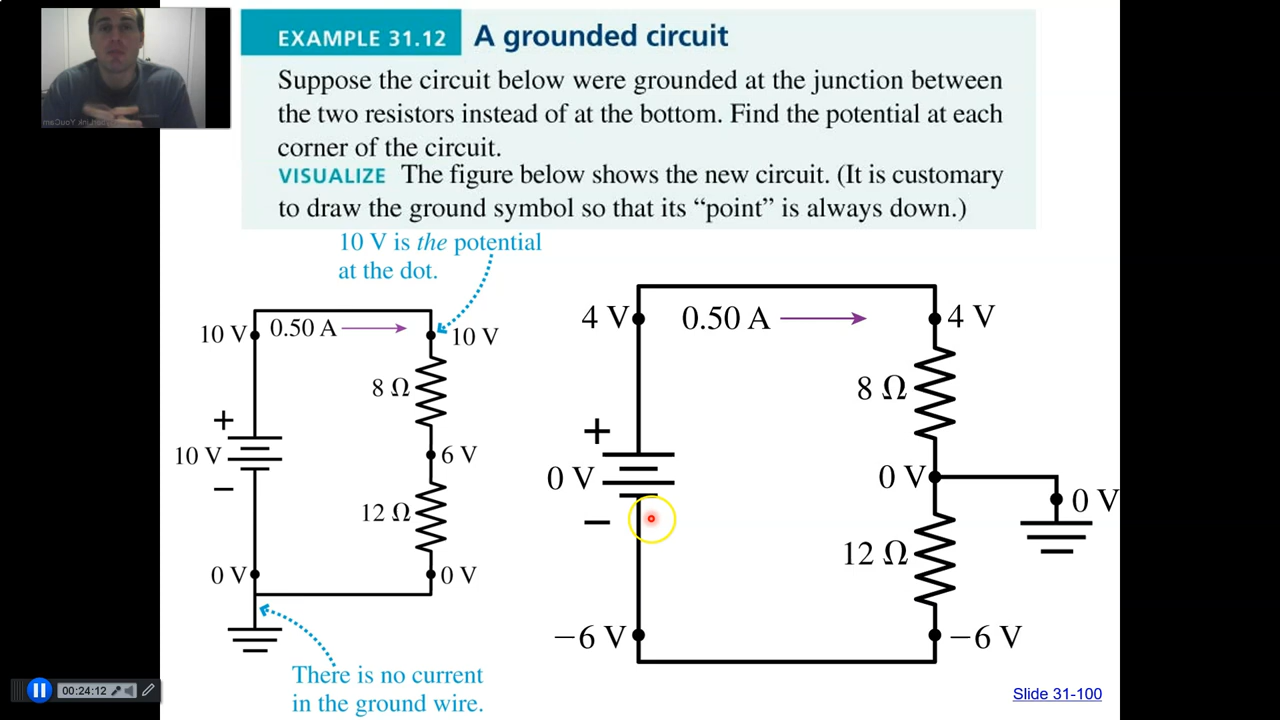 EXAMPLE 31.12 A grounded circuit
Suppose the circuit below were grounded at the junction between
the two resistors instead of at the bottom. Find the potential at each
corner of the circuit.
VISUALIZE The figure below shows the new circuit. (It is customary
to draw the ground symbol so that its “point” is always down.)
10 V is the potential
at the dot.
10 V 0.50 A 10 V
8 Ω
+
10 V 6 V
−
12 Ω
0 V 0 V
There is no current
in the ground wire.
4 V 0.50 A 4 V
8 Ω
+
0 V 0 V 0 V
−
12 Ω
−6 V −6 V
Slide 31-100
00:24:12